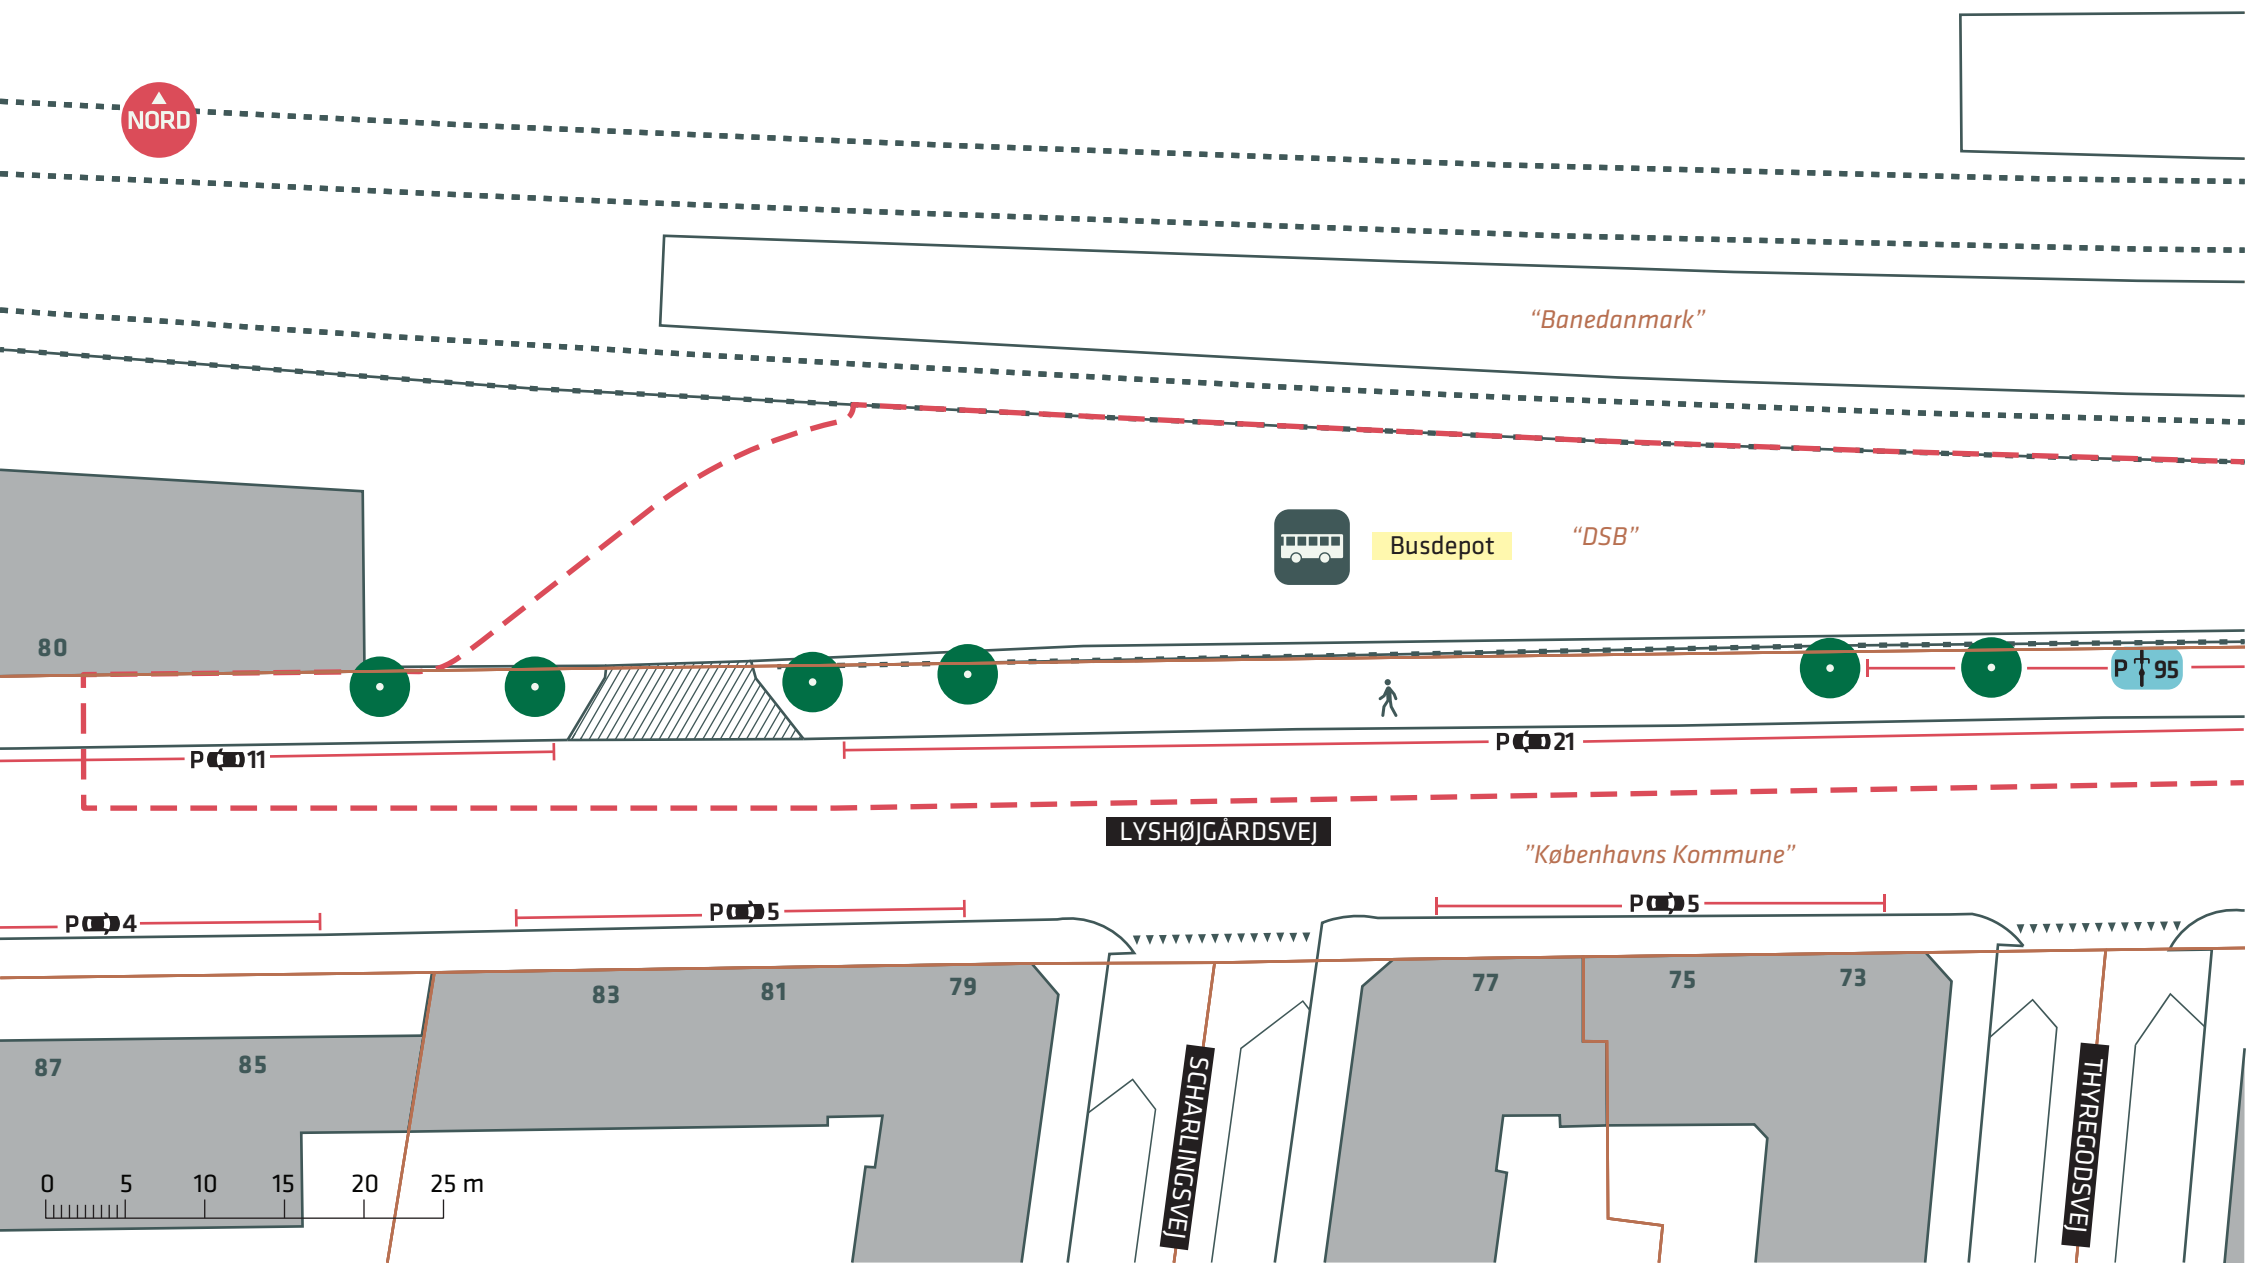 NORD
“Banedanmark”
Busdepot
“DSB”
80
P 95
P 11
P 21
LYSHØJGÅRDSVEJ
”Københavns Kommune”
P 4
P 5
P 5
83
81
79
77
75
73
87
85
SCHARLINGSVEJ
THYREGODSVEJ
0 5 10 15 20 25 m